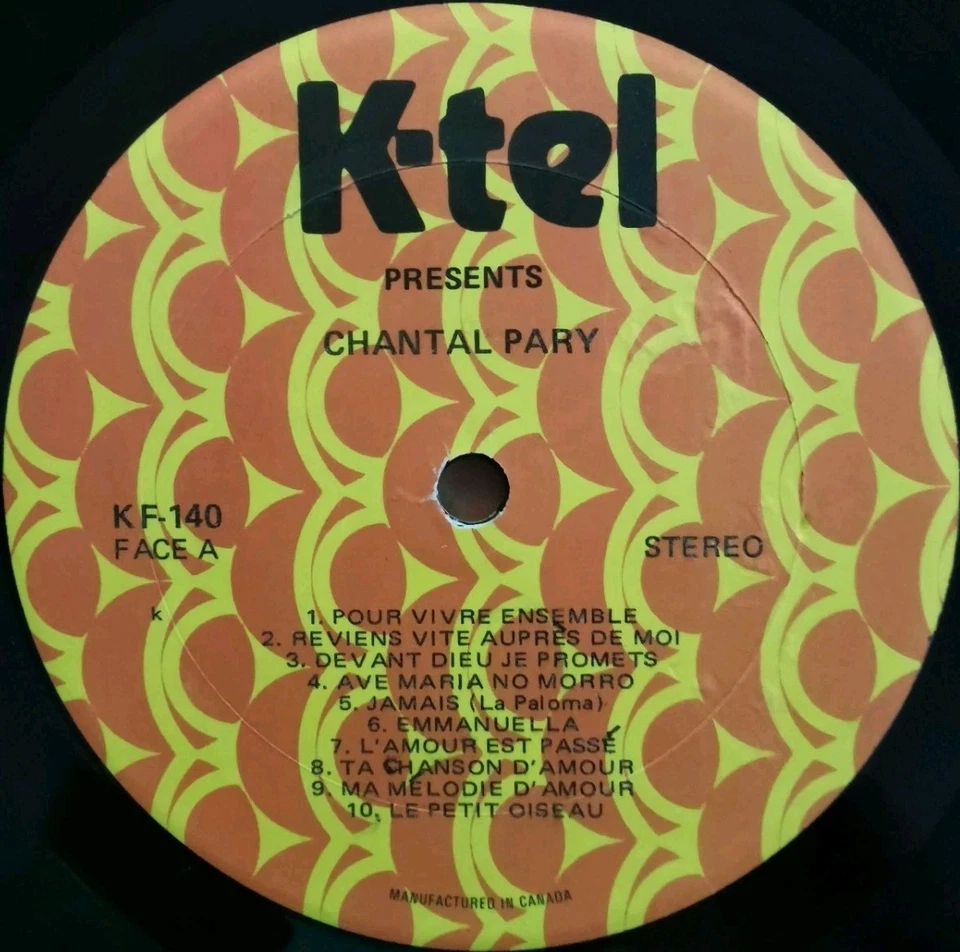 K-tel
PRESENTS
CHANTAL PARY
KF-140
FACE A
STEREO
k
1. POUR VIVRE ENSEMBLE
2. REVIENS VITE AUPRÈS DE MOI
3. DEVANT DIEU JE PROMETS
4. AVE MARIA NO MORRO
5. JAMAIS (La Paloma)
6. EMMANUELLA
7. L'AMOUR EST PASSÉ
8. TA CHANSON D'AMOUR
9. MA MÉLODIE D'AMOUR
10. LE PETIT OISEAU
MANUFACTURED IN CANADA